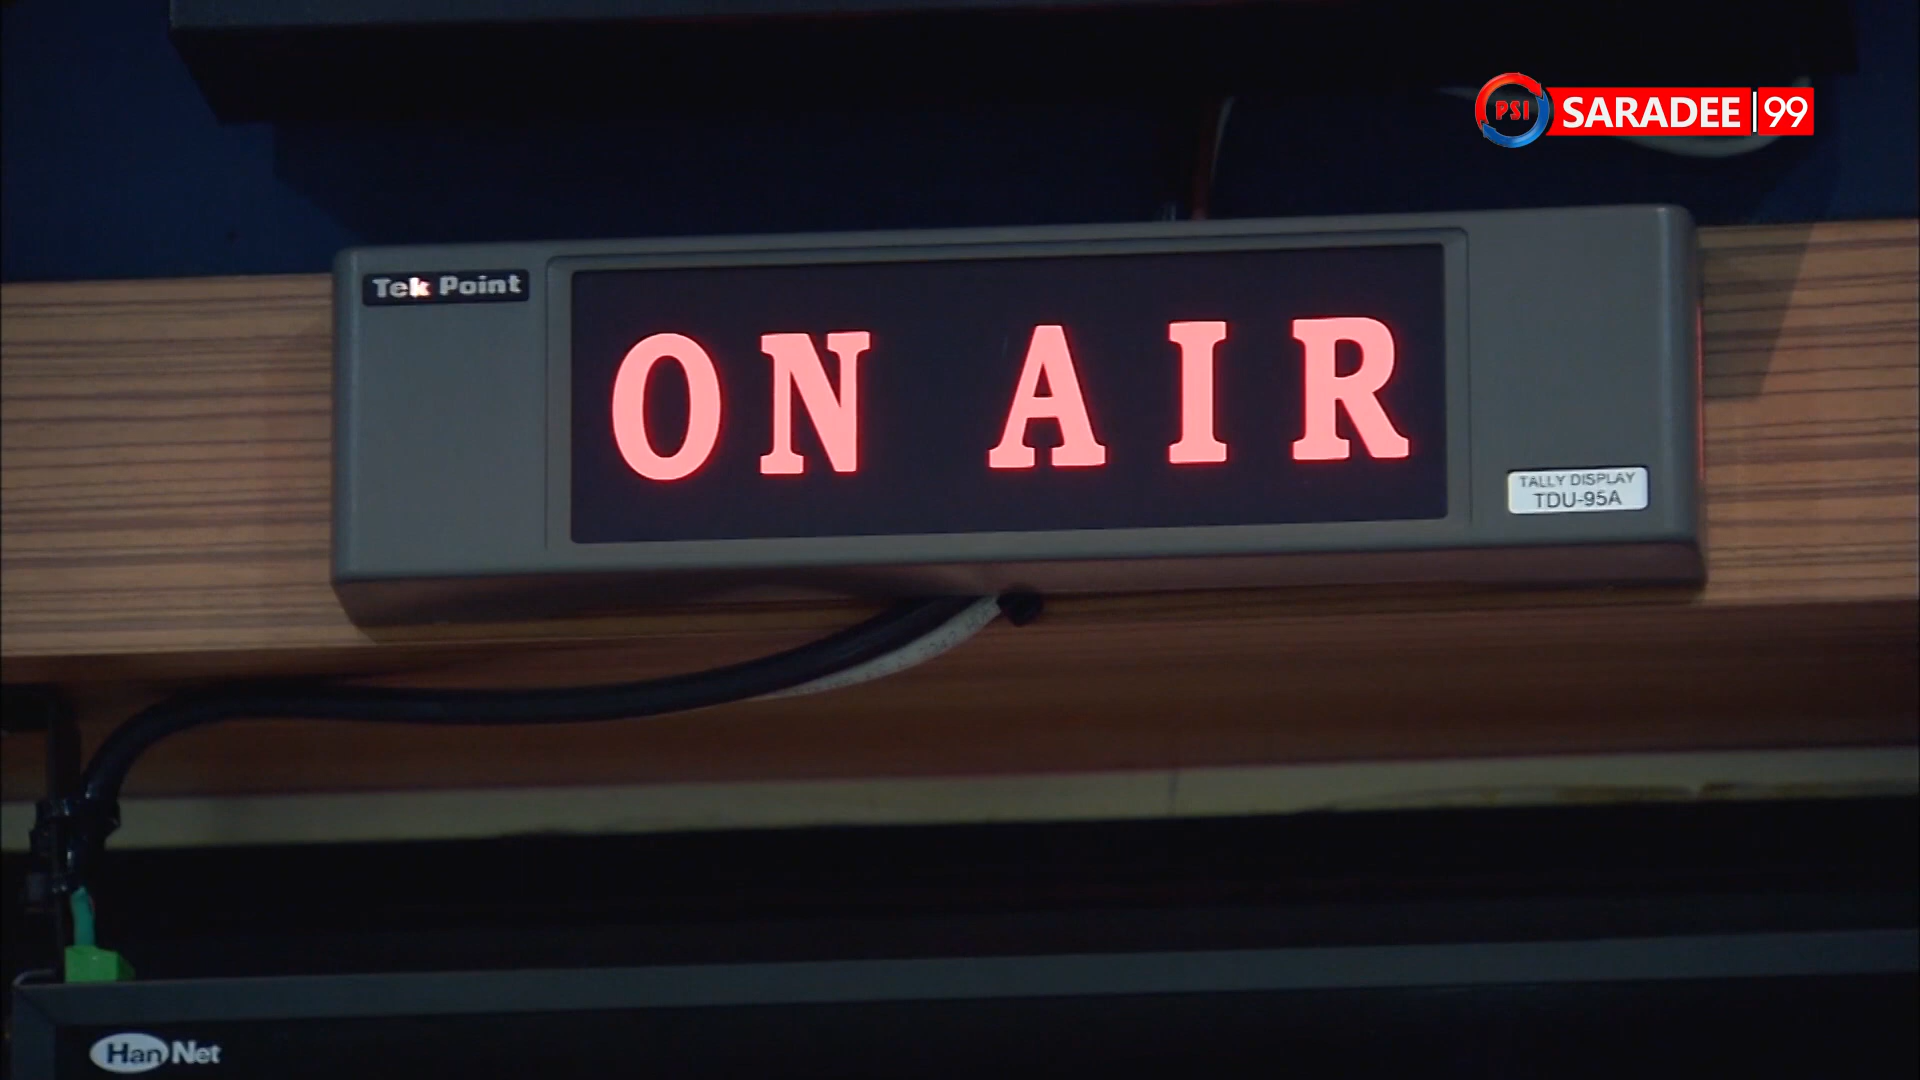 PSI SARADEE 99
Tek Point
ON AIR
TALLY DISPLAY
TDU-95A
HanNet